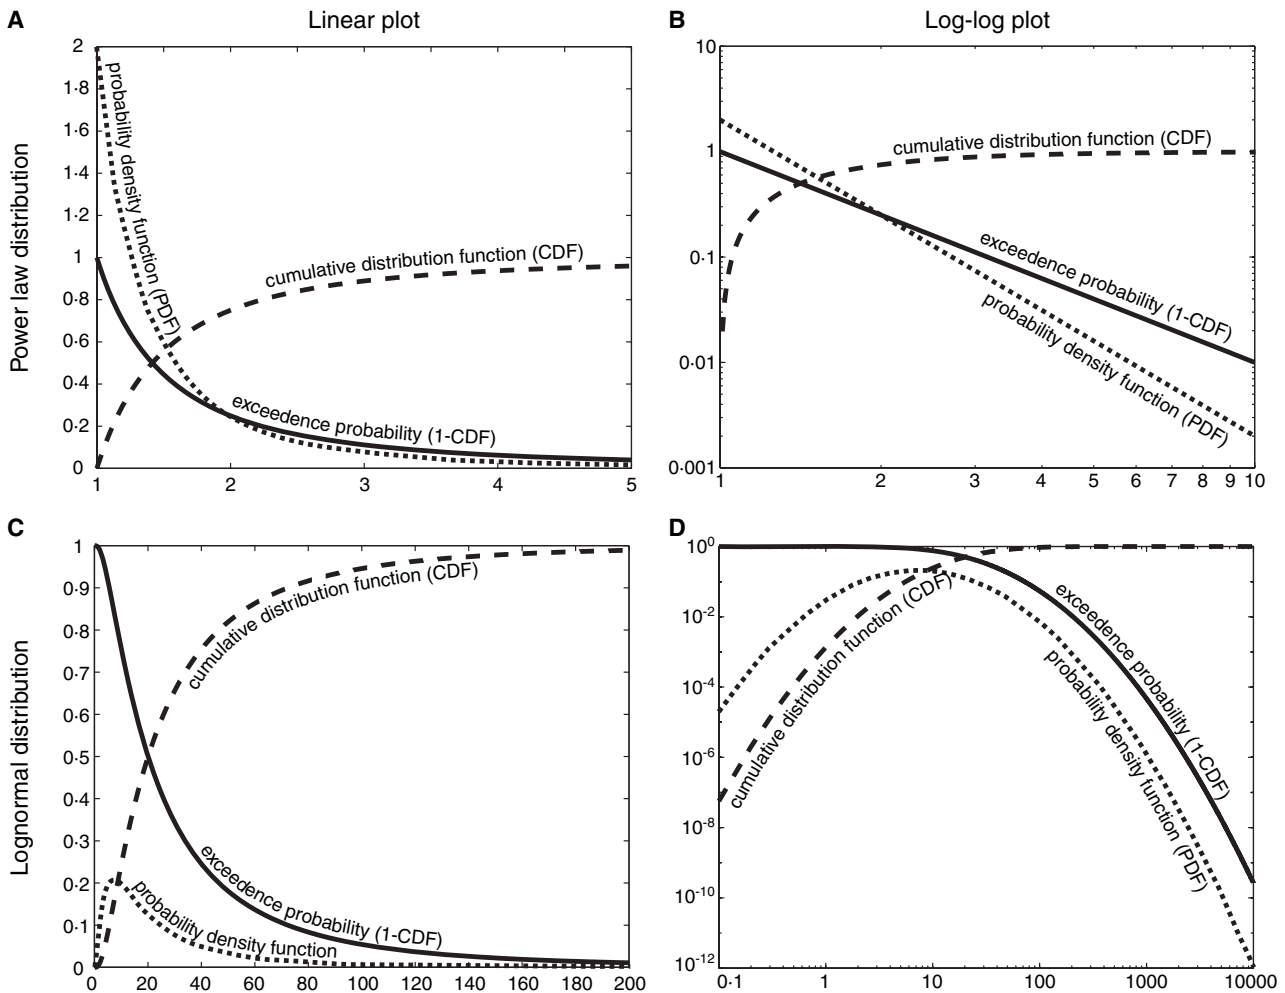 A
Linear plot
B
Log-log plot
Power law distribution
2
1·8
1·6
1·4
1·2
1
0·8
0·6
0·4
0·2
0
probability density function (PDF)
cumulative distribution function (CDF)
exceedence probability (1-CDF)
1 2 3 4 5
10
1
0·1
0·01
0·001
cumulative distribution function (CDF)
exceedence probability (1-CDF)
probability density function (PDF)
1 2 3 4 5 6 7 8 9 10
C
D
Lognormal distribution
1
0·9
0·8
0·7
0·6
0·5
0·4
0·3
0·2
0·1
0
cumulative distribution function (CDF)
exceedence probability (1-CDF)
probability density function
0 20 40 60 80 100 120 140 160 180 200
10⁰
10⁻²
10⁻⁴
10⁻⁶
10⁻⁸
10⁻¹⁰
10⁻¹²
cumulative distribution function (CDF)
exceedence probability (1-CDF)
probability density function (PDF)
0·1 1 10 100 1000 10000